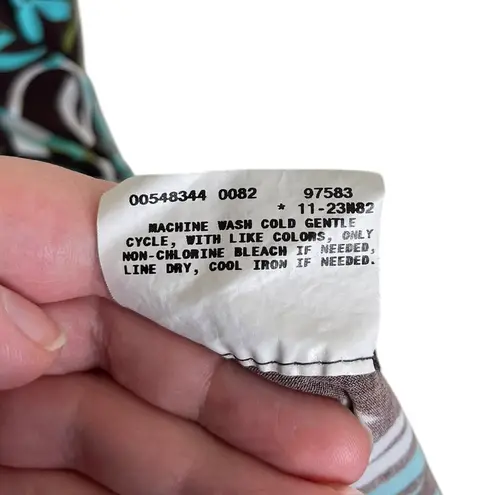 00548344 0082 97583
* 11-23N82
MACHINE WASH COLD GENTLE
CYCLE, WITH LIKE COLORS, ONLY
NON-CHLORINE BLEACH IF NEEDED,
LINE DRY, COOL IRON IF NEEDED.